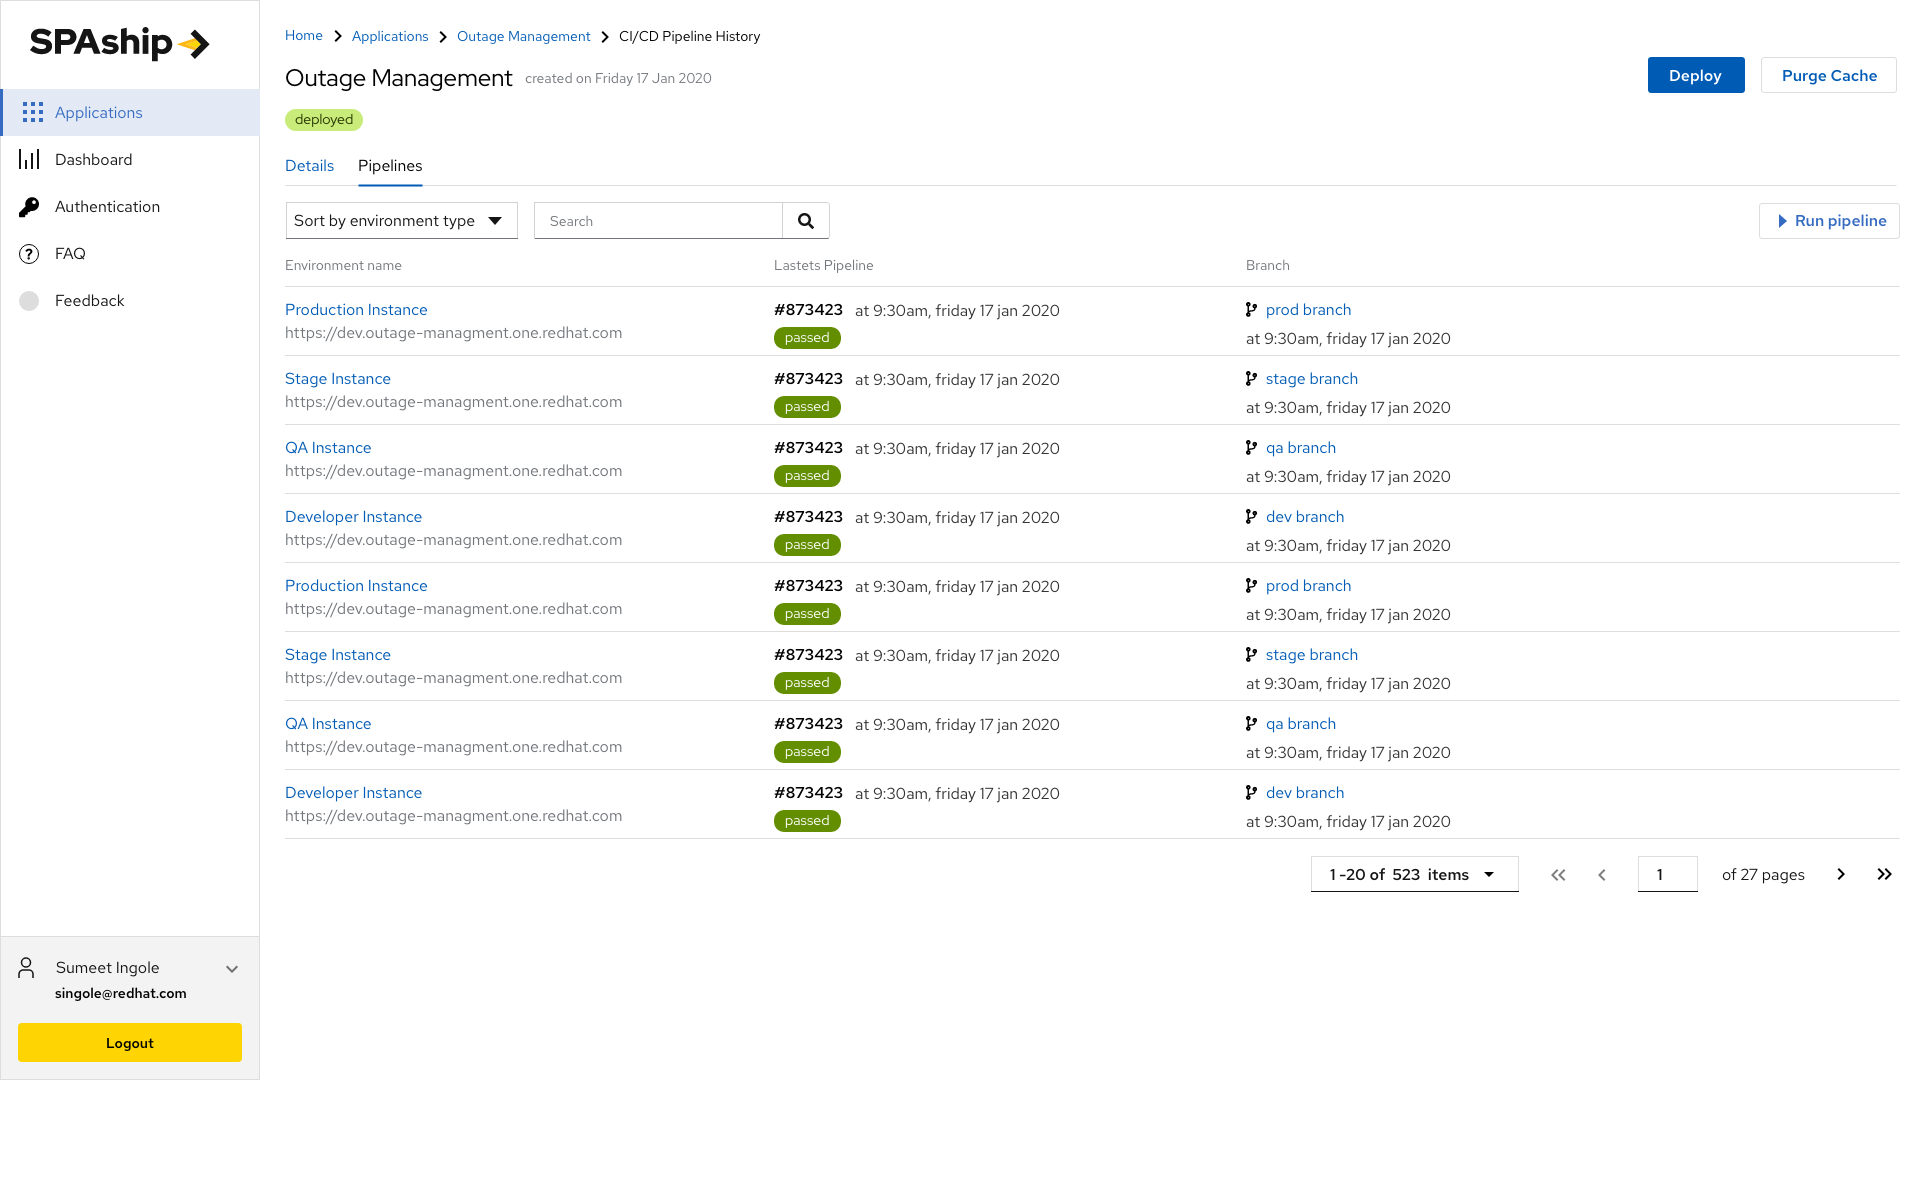 SPAship
Applications
Dashboard
Authentication
FAQ
Feedback
Sumeet Ingole
singole@redhat.com
Logout
Home Applications Outage Management CI/CD Pipeline History
Outage Management created on Friday 17 Jan 2020
Deploy Purge Cache
deployed
Details Pipelines
Sort by environment type Search Run pipeline
Environment name Lastets Pipeline Branch
Production Instance #873423 at 9:30am, friday 17 jan 2020 prod branch
https://dev.outage-managment.one.redhat.com passed at 9:30am, friday 17 jan 2020
Stage Instance #873423 at 9:30am, friday 17 jan 2020 stage branch
https://dev.outage-managment.one.redhat.com passed at 9:30am, friday 17 jan 2020
QA Instance #873423 at 9:30am, friday 17 jan 2020 qa branch
https://dev.outage-managment.one.redhat.com passed at 9:30am, friday 17 jan 2020
Developer Instance #873423 at 9:30am, friday 17 jan 2020 dev branch
https://dev.outage-managment.one.redhat.com passed at 9:30am, friday 17 jan 2020
Production Instance #873423 at 9:30am, friday 17 jan 2020 prod branch
https://dev.outage-managment.one.redhat.com passed at 9:30am, friday 17 jan 2020
Stage Instance #873423 at 9:30am, friday 17 jan 2020 stage branch
https://dev.outage-managment.one.redhat.com passed at 9:30am, friday 17 jan 2020
QA Instance #873423 at 9:30am, friday 17 jan 2020 qa branch
https://dev.outage-managment.one.redhat.com passed at 9:30am, friday 17 jan 2020
Developer Instance #873423 at 9:30am, friday 17 jan 2020 dev branch
https://dev.outage-managment.one.redhat.com passed at 9:30am, friday 17 jan 2020
1 -20 of 523 items 1 of 27 pages